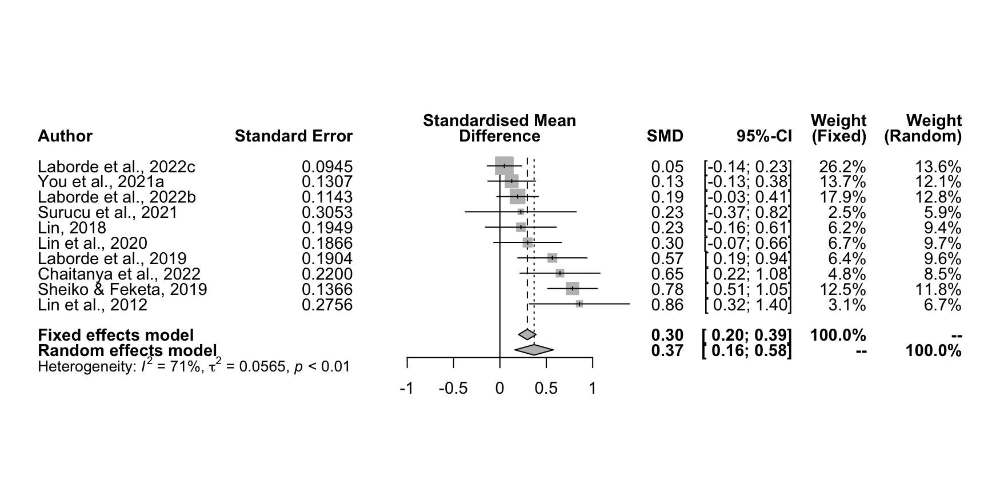 Standardised Mean Weight Weight
Author Standard Error Difference SMD 95%-CI (Fixed) (Random)
Laborde et al., 2022c 0.0945 0.05 [-0.14; 0.23] 26.2% 13.6%
You et al., 2021a 0.1307 0.13 [-0.13; 0.38] 13.7% 12.1%
Laborde et al., 2022b 0.1143 0.19 [-0.03; 0.41] 17.9% 12.8%
Surucu et al., 2021 0.3053 0.23 [-0.37; 0.82] 2.5% 5.9%
Lin, 2018 0.1949 0.23 [-0.16; 0.61] 6.2% 9.4%
Lin et al., 2020 0.1866 0.30 [-0.07; 0.66] 6.7% 9.7%
Laborde et al., 2019 0.1904 0.57 [ 0.19; 0.94] 6.4% 9.6%
Chaitanya et al., 2022 0.2200 0.65 [ 0.22; 1.08] 4.8% 8.5%
Sheiko & Feketa, 2019 0.1366 0.78 [ 0.51; 1.05] 12.5% 11.8%
Lin et al., 2012 0.2756 0.86 [ 0.32; 1.40] 3.1% 6.7%
Fixed effects model 0.30 [ 0.20; 0.39] 100.0% --
Random effects model 0.37 [ 0.16; 0.58] -- 100.0%
Heterogeneity: I² = 71%, τ² = 0.0565, p < 0.01
-1 -0.5 0 0.5 1